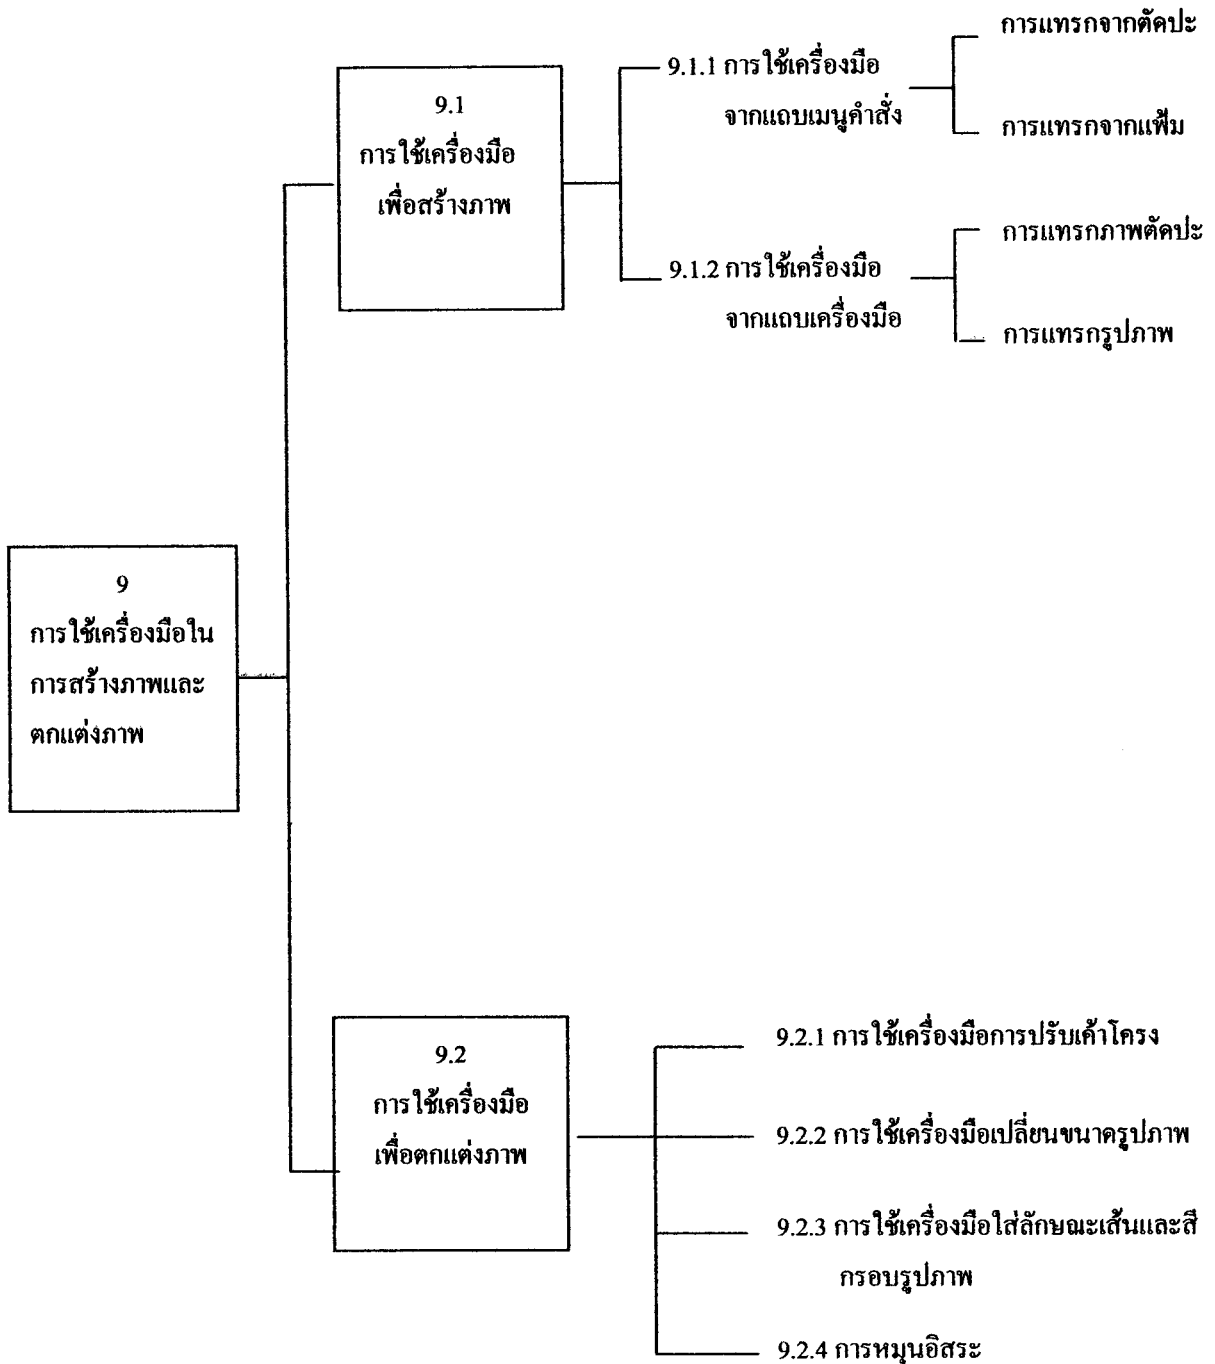 9
การใช้เครื่องมือใน
การสร้างภาพและ
ตกแต่งภาพ
9.1
การใช้เครื่องมือ
เพื่อสร้างภาพ
9.1.1 การใช้เครื่องมือ
จากแถบเมนูคำสั่ง
การแทรกจากตัดปะ
การแทรกจากแฟ้ม
9.1.2 การใช้เครื่องมือ
จากแถบเครื่องมือ
การแทรกภาพตัดปะ
การแทรกรูปภาพ
9.2
การใช้เครื่องมือ
เพื่อตกแต่งภาพ
9.2.1 การใช้เครื่องมือการปรับเค้าโครง
9.2.2 การใช้เครื่องมือเปลี่ยนขนาดรูปภาพ
9.2.3 การใช้เครื่องมือใส่ลักษณะเส้นและสี
กรอบรูปภาพ
9.2.4 การหมุนอิสระ